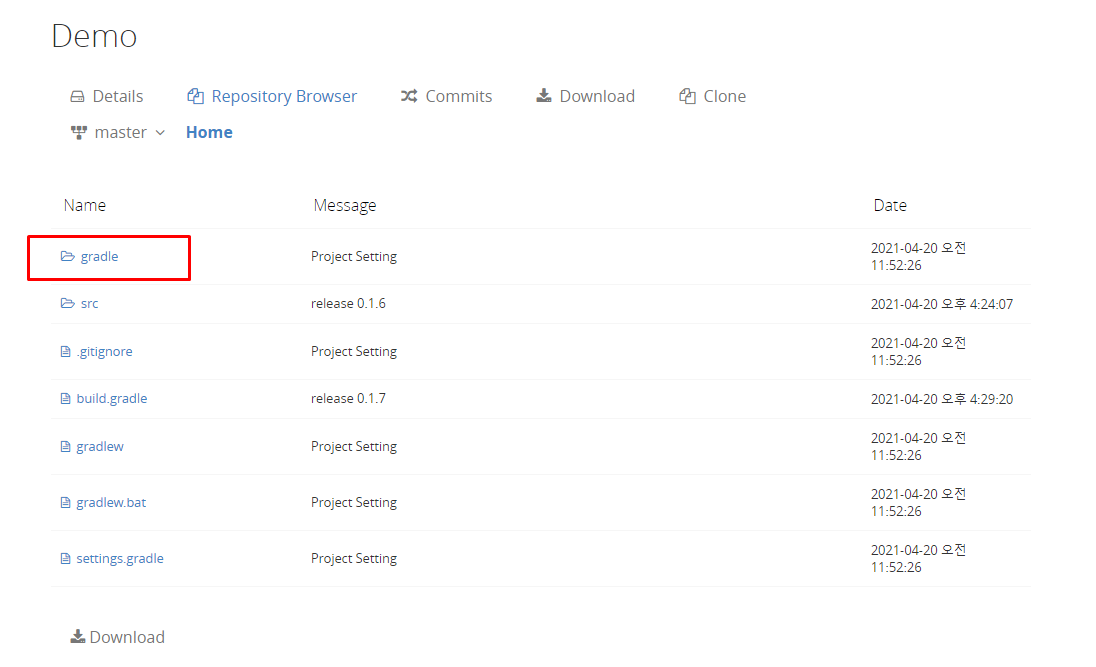 Demo
Details Repository Browser Commits Download Clone
master Home
Name Message Date
gradle Project Setting 2021-04-20 오전
11:52:26
src release 0.1.6 2021-04-20 오후 4:24:07
.gitignore Project Setting 2021-04-20 오전
11:52:26
build.gradle release 0.1.7 2021-04-20 오후 4:29:20
gradlew Project Setting 2021-04-20 오전
11:52:26
gradlew.bat Project Setting 2021-04-20 오전
11:52:26
settings.gradle Project Setting 2021-04-20 오전
11:52:26
Download